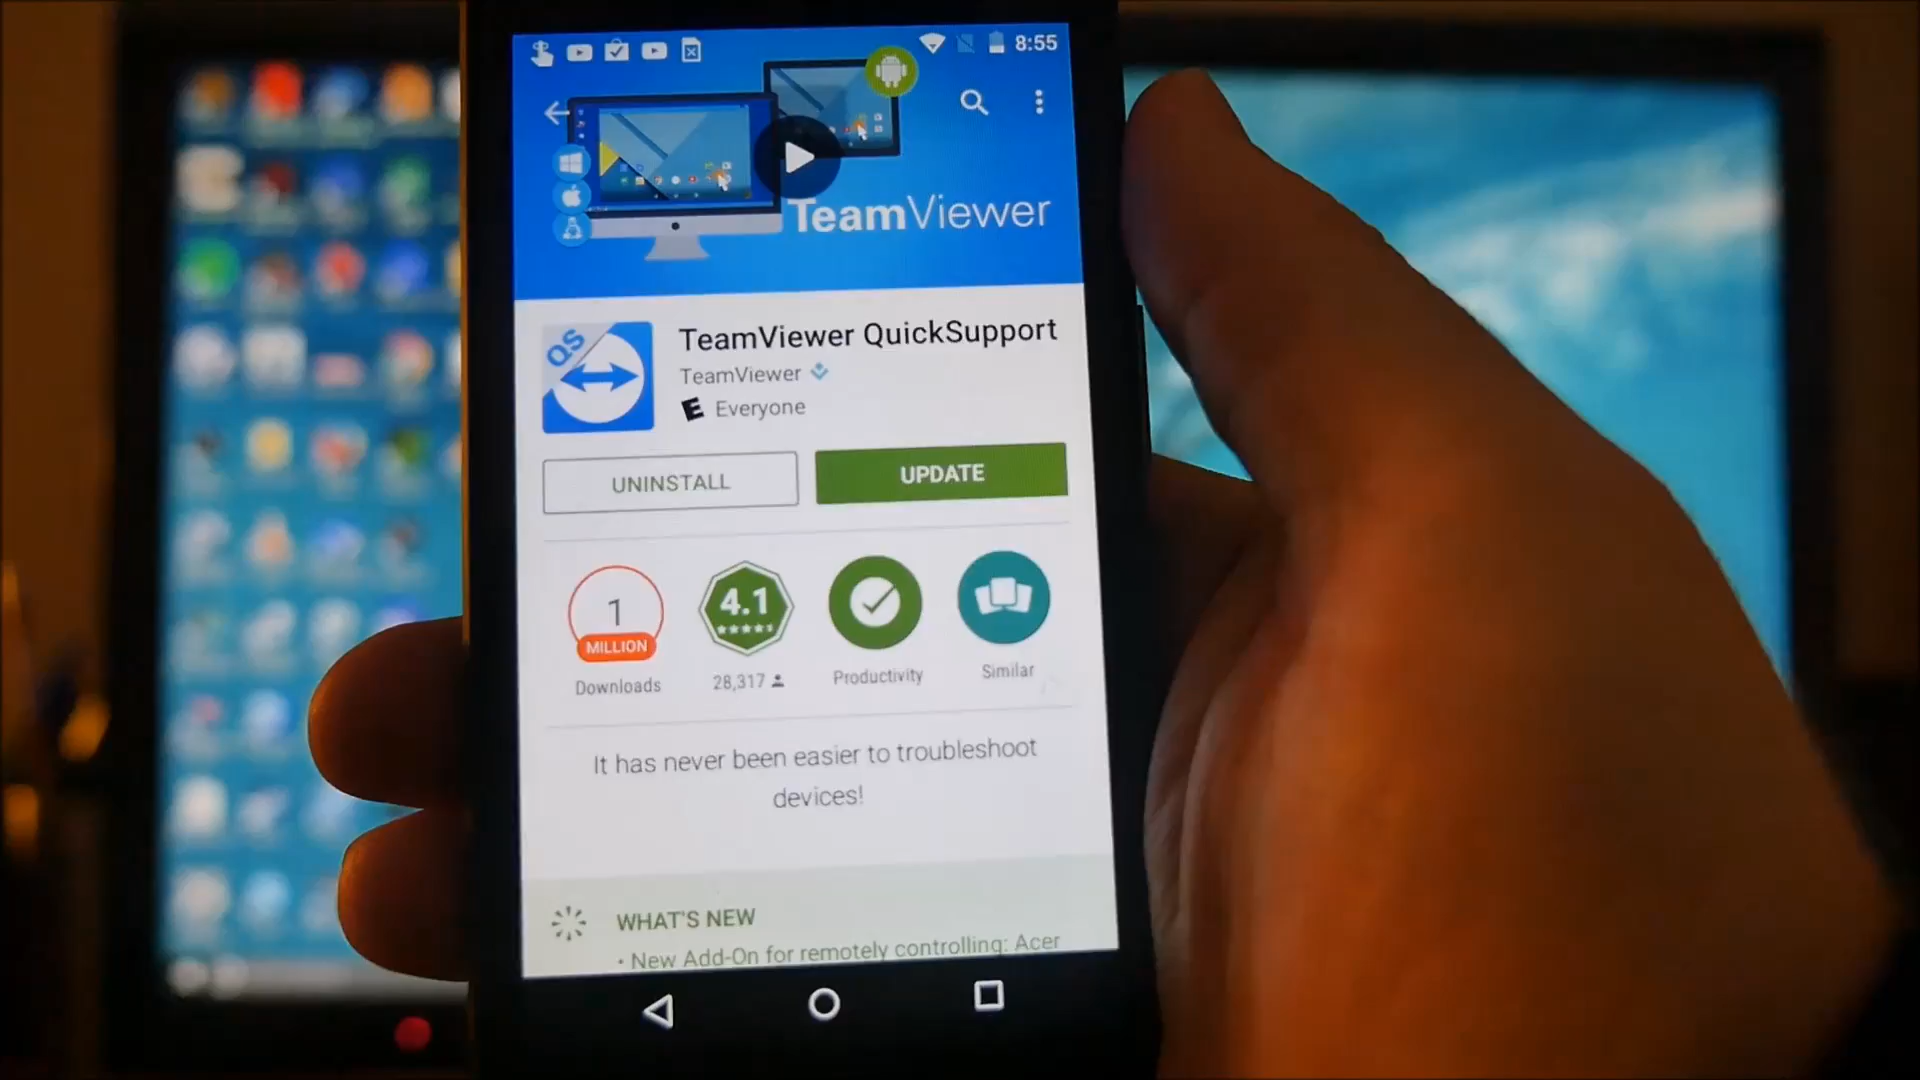 8:55
TeamViewer
QS
TeamViewer QuickSupport
TeamViewer
E Everyone
UNINSTALL
UPDATE
1
MILLION
Downloads
4.1
28,317
Productivity
Similar
It has never been easier to troubleshoot
devices!
WHAT'S NEW
• New Add-On for remotely controlling: Acer